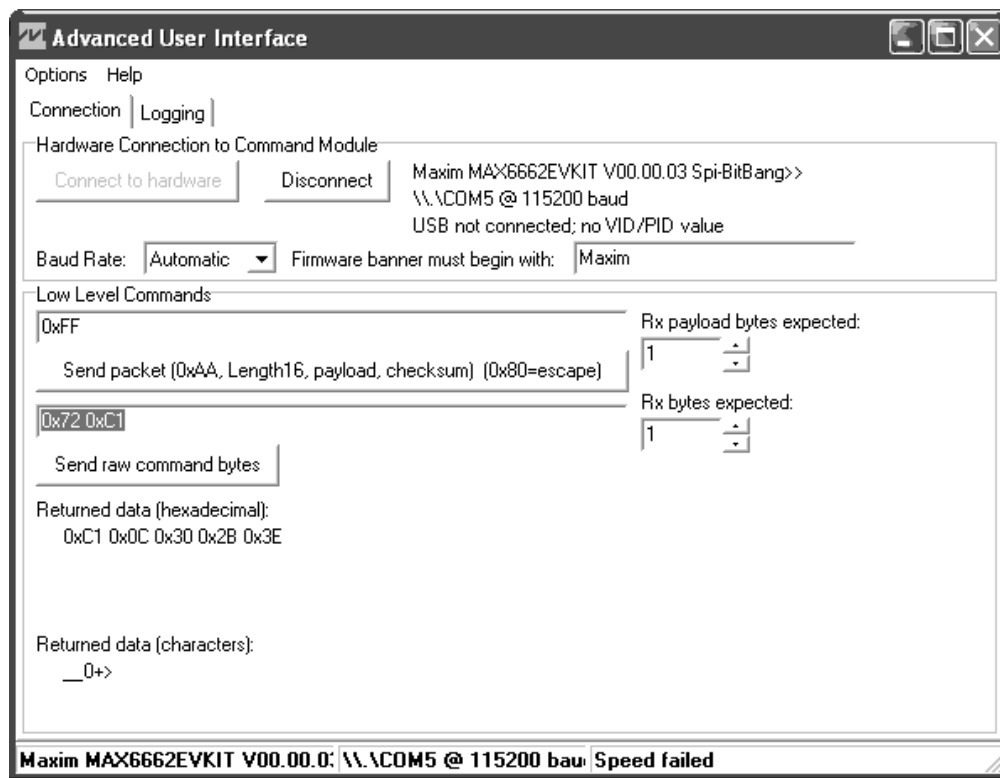 Advanced User Interface
Options Help
Connection Logging
Hardware Connection to Command Module
Connect to hardware Disconnect Maxim MAX6662EVKIT V00.00.03 Spi-BitBang>>
\\.\COM5 @ 115200 baud
USB not connected; no VID/PID value
Baud Rate: Automatic Firmware banner must begin with: Maxim
Low Level Commands
0xFF
Rx payload bytes expected:
1
Send packet (0xAA, Length16, payload, checksum) (0x80=escape)
Rx bytes expected:
0x72 0xC1
1
Send raw command bytes
Returned data (hexadecimal):
0xC1 0x0C 0x30 0x2B 0x3E
Returned data (characters):
__0+>
Maxim MAX6662EVKIT V00.00.0 \\.\COM5 @ 115200 bau Speed failed